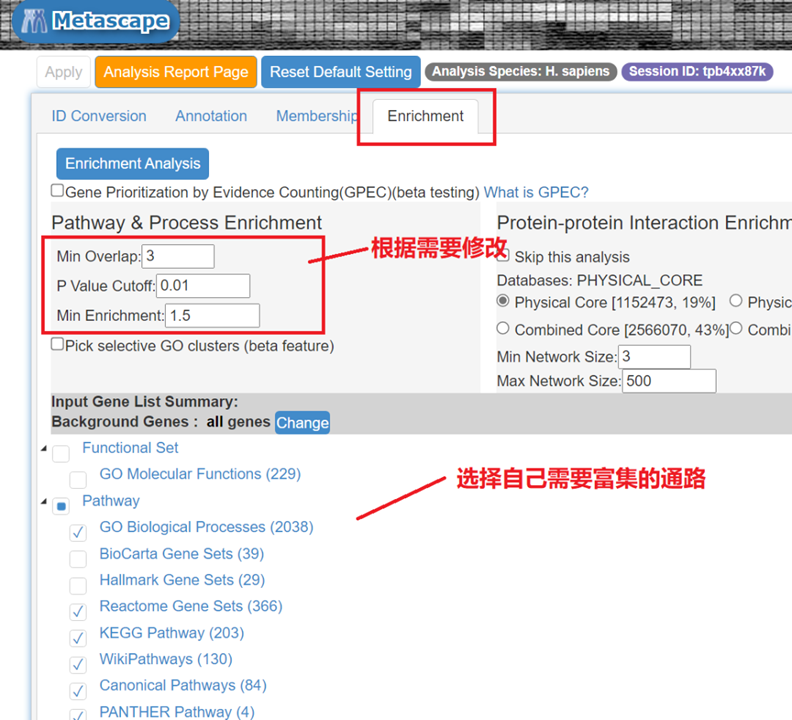 Metascape
Apply Analysis Report Page Reset Default Setting Analysis Species: H. sapiens Session ID: tpb4xx87k
ID Conversion Annotation Membership Enrichment
Enrichment Analysis
Gene Prioritization by Evidence Counting(GPEC)(beta testing) What is GPEC?
Pathway & Process Enrichment
Min Overlap: 3
P Value Cutoff: 0.01
Min Enrichment: 1.5
Pick selective GO clusters (beta feature)
根据需要修改
Protein-protein Interaction Enrichm
Skip this analysis
Databases: PHYSICAL_CORE
Physical Core [1152473, 19%] Physic
Combined Core [2566070, 43%] Combi
Min Network Size: 3
Max Network Size: 500
Input Gene List Summary:
Background Genes : all genes Change
Functional Set
GO Molecular Functions (229)
选择自己需要富集的通路
Pathway
GO Biological Processes (2038)
BioCarta Gene Sets (39)
Hallmark Gene Sets (29)
Reactome Gene Sets (366)
KEGG Pathway (203)
WikiPathways (130)
Canonical Pathways (84)
PANTHER Pathway (4)